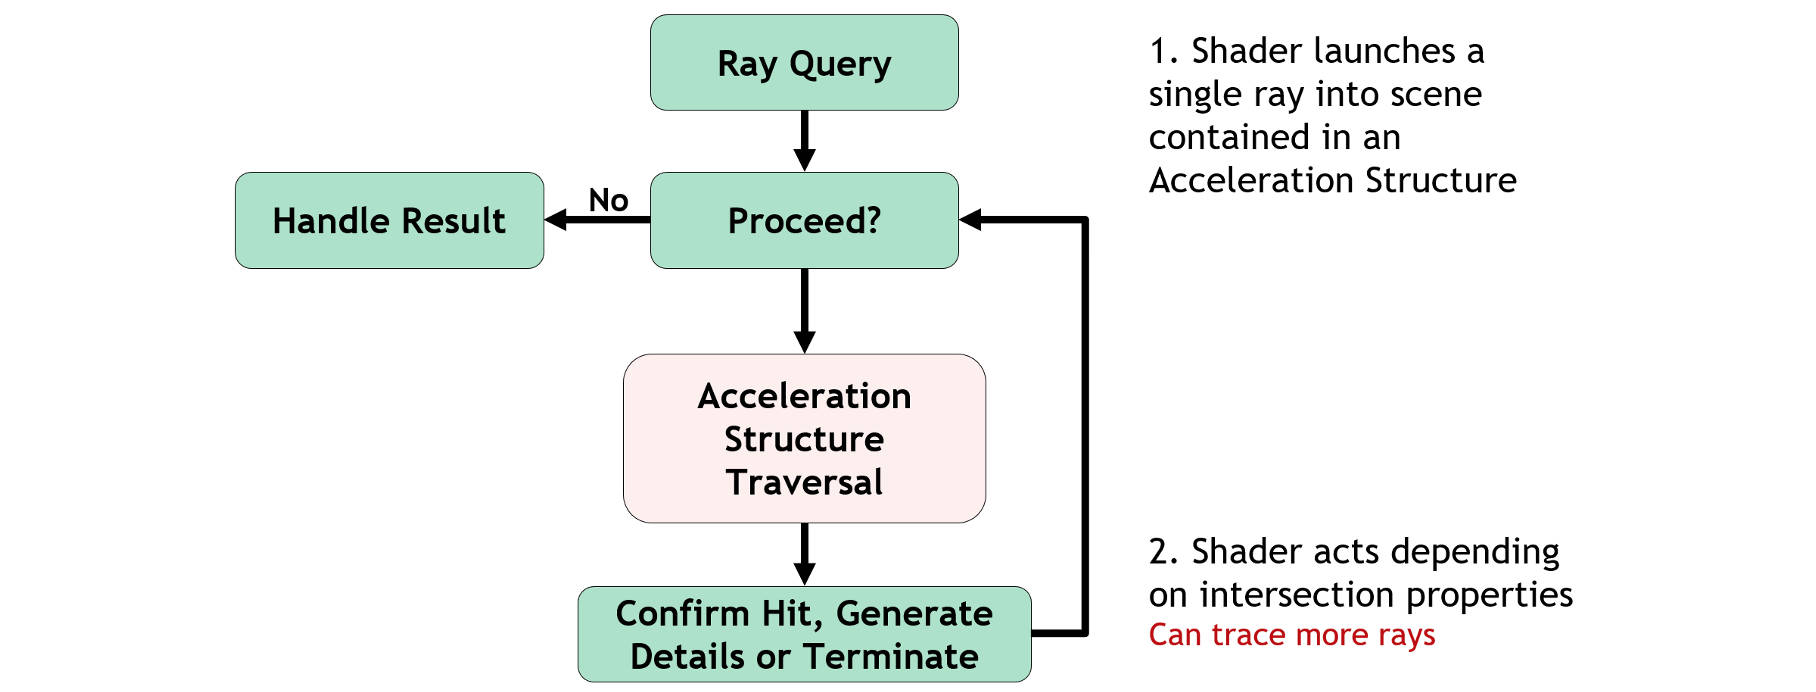 Ray Query
1. Shader launches a
single ray into scene
contained in an
Acceleration Structure
No
Handle Result
Proceed?
Acceleration
Structure
Traversal
2. Shader acts depending
on intersection properties
Can trace more rays
Confirm Hit, Generate
Details or Terminate